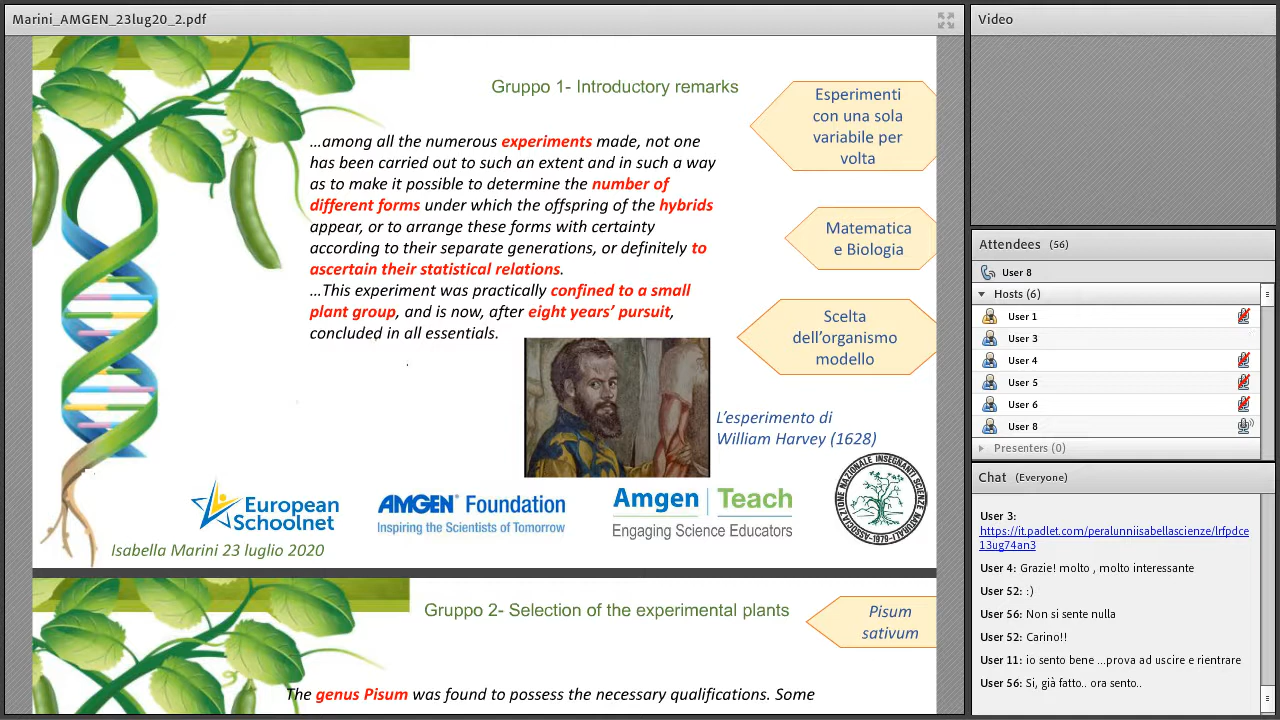 Marini_AMGEN_23lug20_2.pdf
Gruppo 1- Introductory remarks
…among all the numerous experiments made, not one
has been carried out to such an extent and in such a way
as to make it possible to determine the number of
different forms under which the offspring of the hybrids
appear, or to arrange these forms with certainty
according to their separate generations, or definitely to
ascertain their statistical relations.
…This experiment was practically confined to a small
plant group, and is now, after eight years’ pursuit,
concluded in all essentials.
Esperimenti
con una sola
variabile per
volta
Matematica
e Biologia
Scelta
dell’organismo
modello
L’esperimento di
William Harvey (1628)
European
Schoolnet
AMGEN® Foundation
Inspiring the Scientists of Tomorrow
Amgen Teach
Engaging Science Educators
ASSOCIAZIONE NAZIONALE INSEGNANTI SCIENZE NATURALI
-1979-
Isabella Marini 23 luglio 2020
Gruppo 2- Selection of the experimental plants
Pisum
sativum
The genus Pisum was found to possess the necessary qualifications. Some
Video
Attendees (56)
User 8
Hosts (6)
User 1
User 3
User 4
User 5
User 6
User 8
Presenters (0)
Chat (Everyone)
User 3:
https://it.padlet.com/peralunniisabellascienze/lrfpdce
13ug74an3
User 4: Grazie! molto , molto interessante
User 52: :)
User 56: Non si sente nulla
User 52: Carino!!
User 11: io sento bene ...prova ad uscire e rientrare
User 56: Si, già fatto.. ora sento..